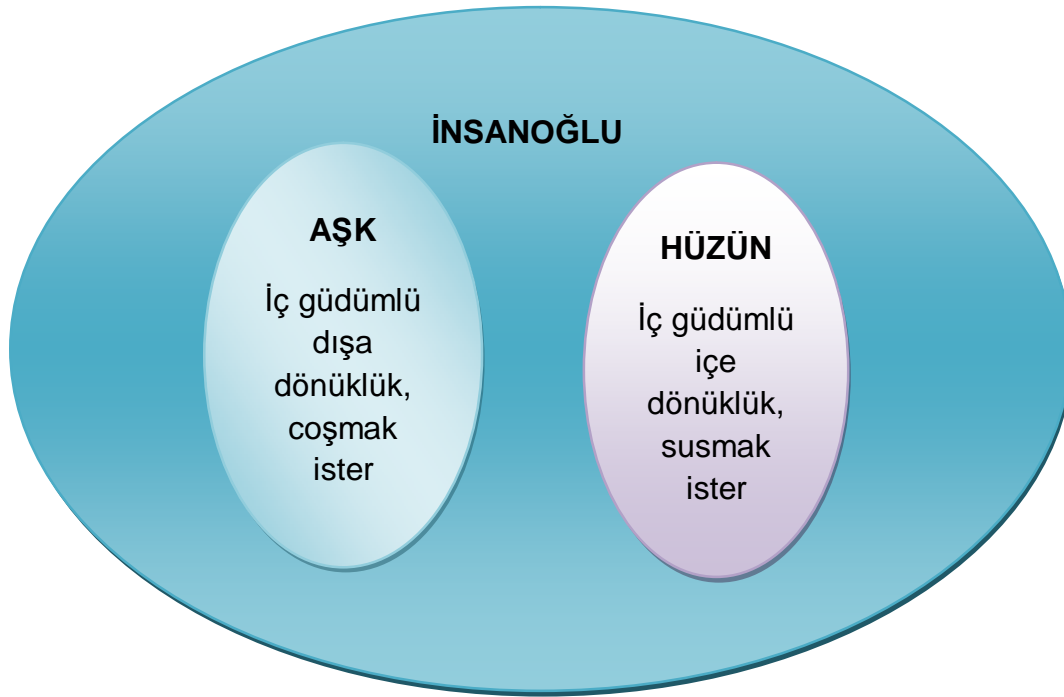 İNSANOĞLU
AŞK
İç güdümlü
dışa
dönüklük,
coşmak
ister
HÜZÜN
İç güdümlü
içe
dönüklük,
susmak
ister